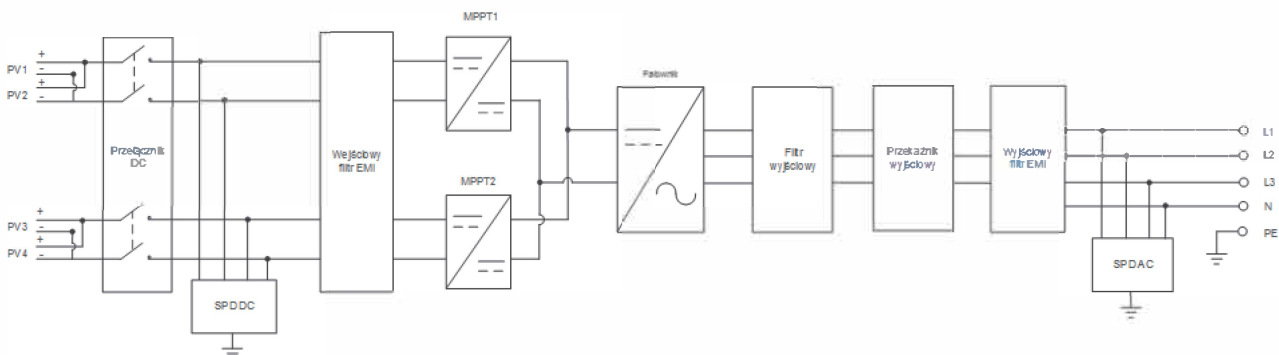 MPPT1
+
-
PV1
+
PV2
-
Przełącznik
DC
Wejściowy
filtr EMI
Falownik
Filtr
wyjściowy
Przekaźnik
wyjściowy
Wyjściowy
filtr EMI
L1
L2
L3
N
PE
MPPT2
+
PV3
-
+
PV4
-
SPDDC
SPDAC